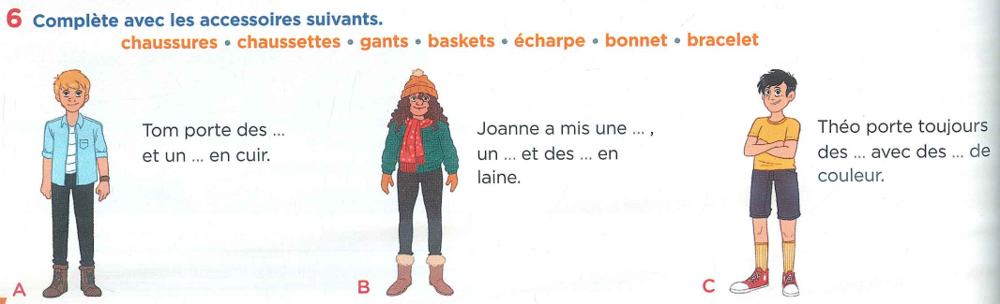 6 Complète avec les accessoires suivants.
chaussures • chaussettes • gants • baskets • écharpe • bonnet • bracelet
Tom porte des ...
et un ... en cuir.
A
Joanne a mis une ... ,
un ... et des ... en
laine.
B
Théo porte toujours
des ... avec des ... de
couleur.
C